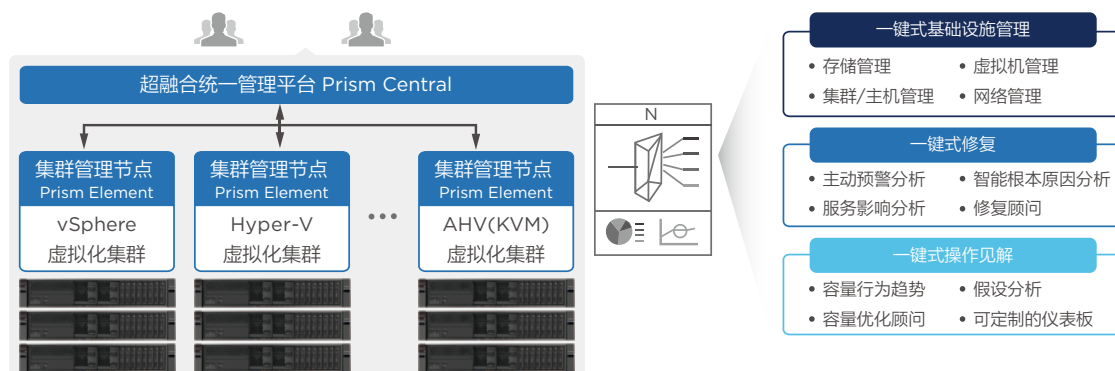 超融合统一管理平台 Prism Central
集群管理节点
Prism Element
vSphere
虚拟化集群
集群管理节点
Prism Element
Hyper-V
虚拟化集群
•••
集群管理节点
Prism Element
AHV(KVM)
虚拟化集群
N
一键式基础设施管理
• 存储管理 • 虚拟机管理
• 集群/主机管理 • 网络管理
一键式修复
• 主动预警分析 • 智能根本原因分析
• 服务影响分析 • 修复顾问
一键式操作见解
• 容量行为趋势 • 假设分析
• 容量优化顾问 • 可定制的仪表板